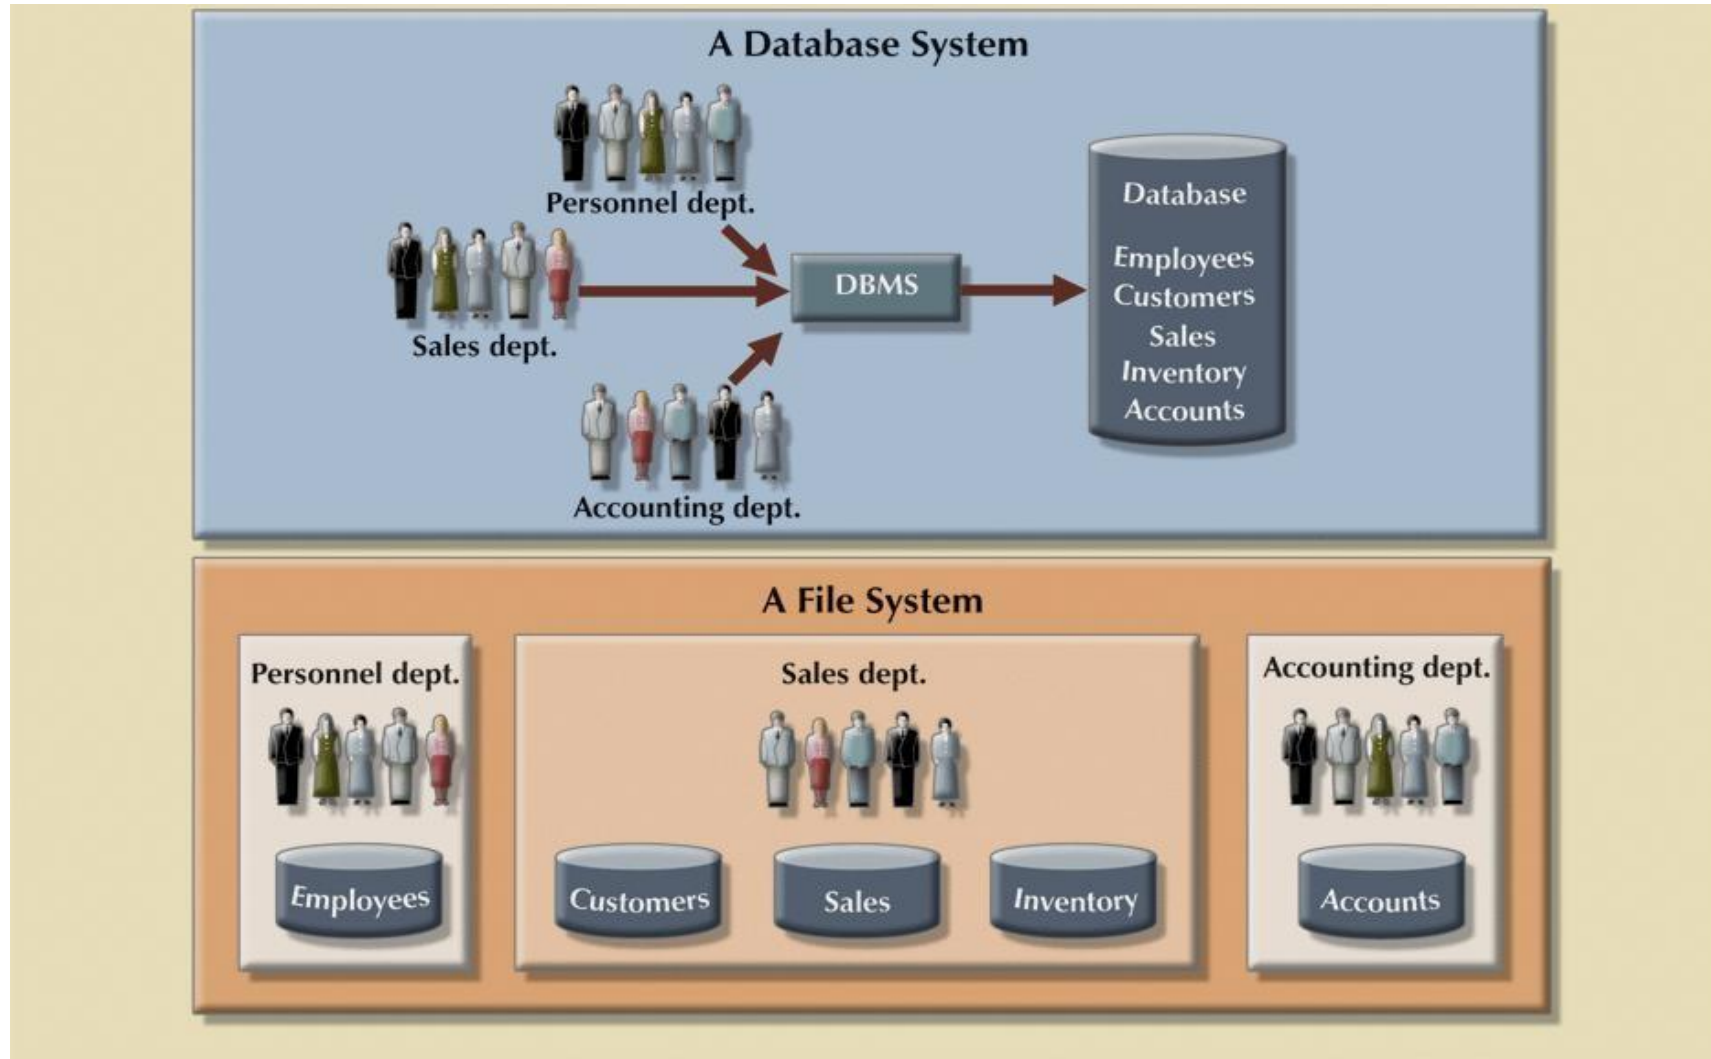 A Database System
Personnel dept.
Sales dept.
Accounting dept.
DBMS
Database
Employees
Customers
Sales
Inventory
Accounts
A File System
Personnel dept.
Employees
Sales dept.
Customers
Sales
Inventory
Accounting dept.
Accounts